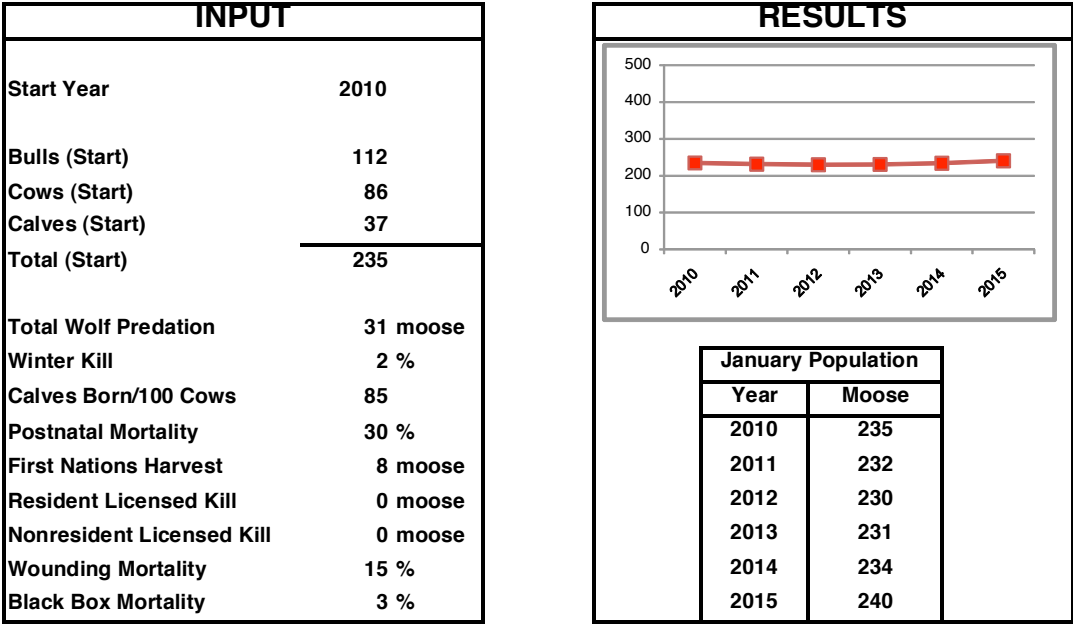 INPUT
Start Year 2010
Bulls (Start) 112
Cows (Start) 86
Calves (Start) 37
Total (Start) 235
Total Wolf Predation 31 moose
Winter Kill 2 %
Calves Born/100 Cows 85
Postnatal Mortality 30 %
First Nations Harvest 8 moose
Resident Licensed Kill 0 moose
Nonresident Licensed Kill 0 moose
Wounding Mortality 15 %
Black Box Mortality 3 %
RESULTS
500
400
300
200
100
0
2010 2011 2012 2013 2014 2015
January Population
Year Moose
2010 235
2011 232
2012 230
2013 231
2014 234
2015 240